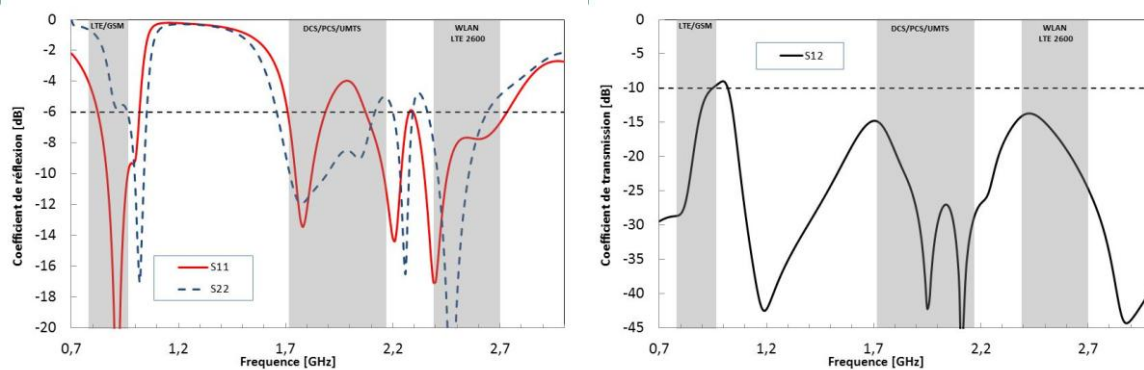 LTE/GSM
DCS/PCS/UMTS
WLAN
LTE 2600
0
-2
-4
-6
-8
-10
-12
-14
-16
-18
-20
Coefficient de réflexion [dB]
S11
S22
0,7
1,2
1,7
2,2
2,7
Frequence [GHz]
LTE/GSM
DCS/PCS/UMTS
WLAN
LTE 2600
S12
0
-5
-10
-15
-20
-25
-30
-35
-40
-45
Coefficient de transmission [dB]
0,7
1,2
1,7
2,2
2,7
Frequence [GHz]